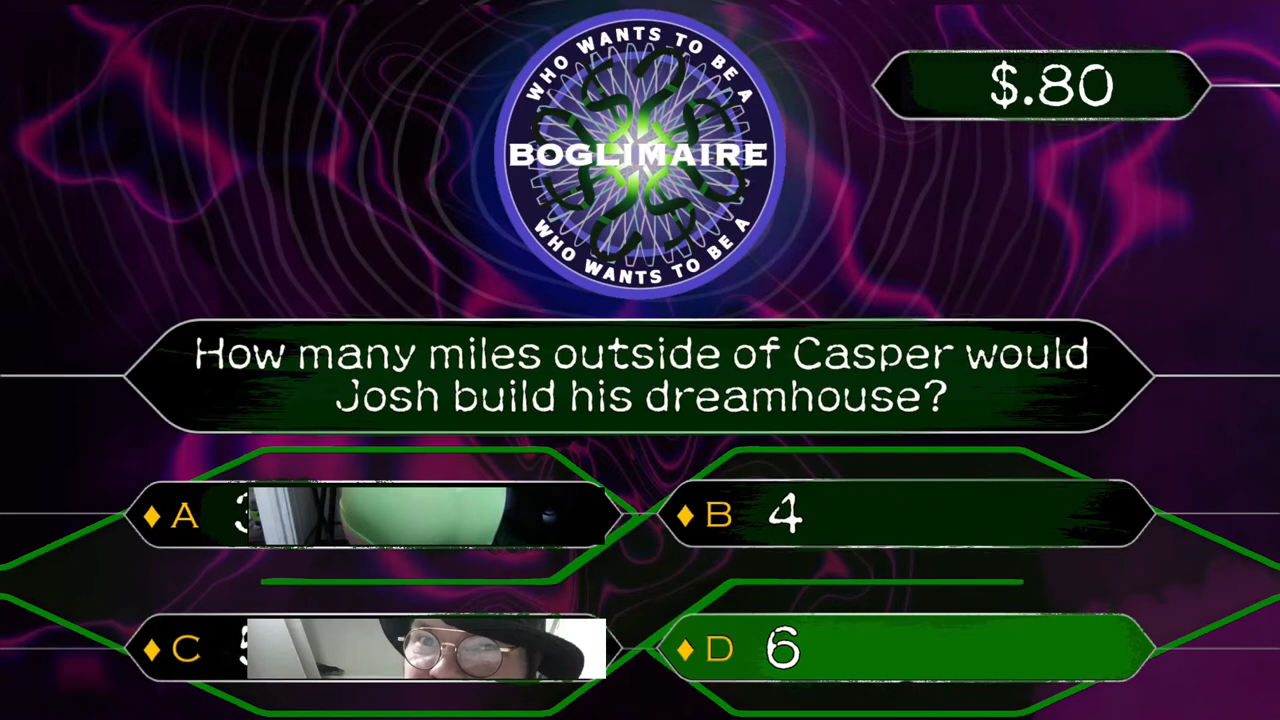 WHO WANTS TO BE A
BOGLIMAIRE
WHO WANTS TO BE A
$.80
How many miles outside of Casper would
Josh build his dreamhouse?
A
B 4
C
D 6